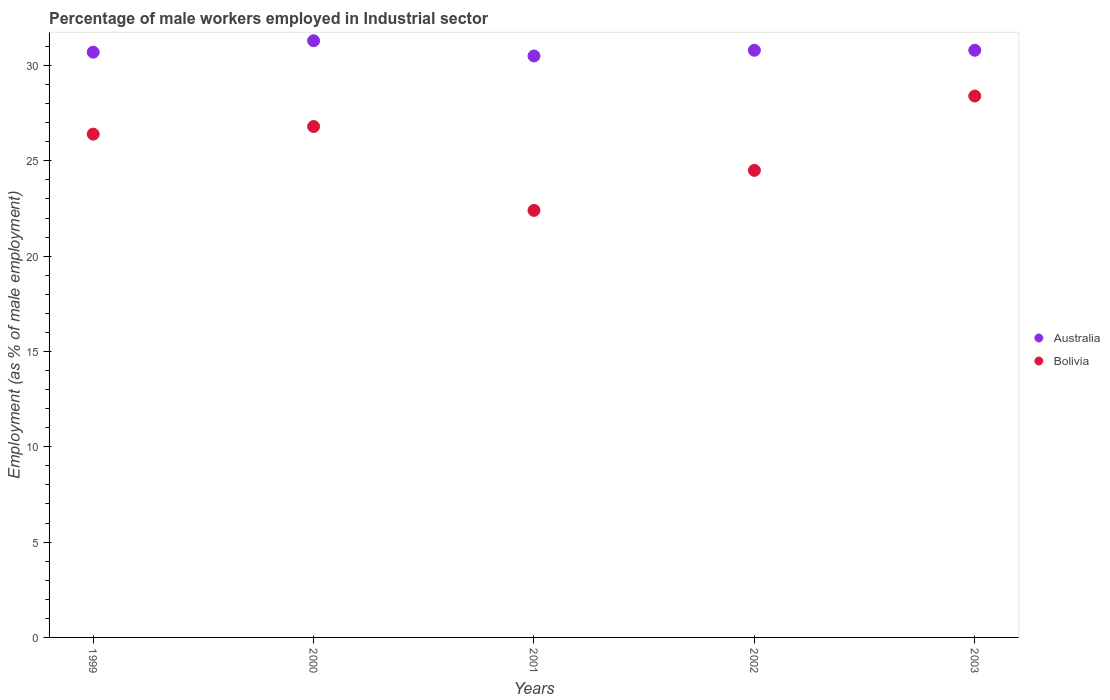 Percentage of male workers employed in Industrial sector
Employment (as % of male employment)
30
25
20
15
10
5
0
1999
2000
2001
2002
2003
Years
Australia
Bolivia